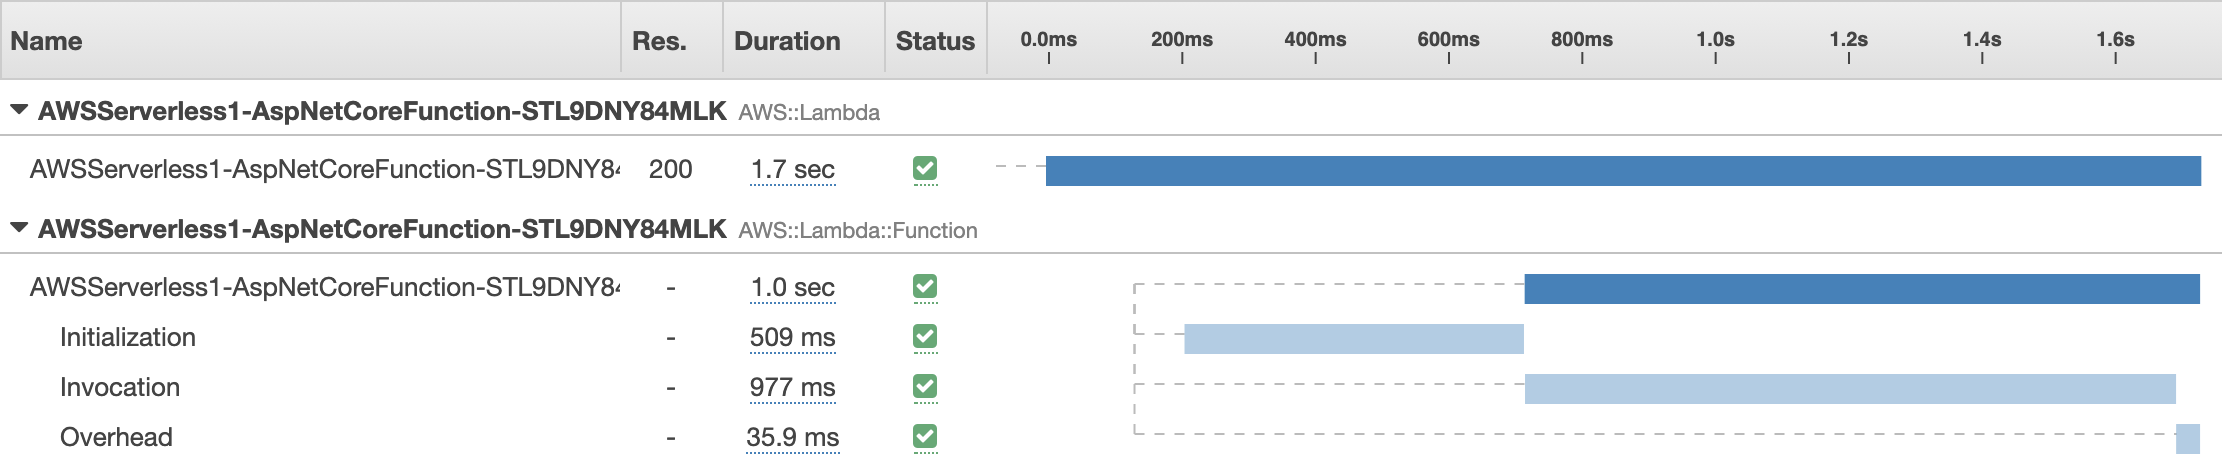 Name Res. Duration Status 0.0ms 200ms 400ms 600ms 800ms 1.0s 1.2s 1.4s 1.6s
AWSServerless1-AspNetCoreFunction-STL9DNY84MLK AWS::Lambda
AWSServerless1-AspNetCoreFunction-STL9DNY84 200 1.7 sec
AWSServerless1-AspNetCoreFunction-STL9DNY84MLK AWS::Lambda::Function
AWSServerless1-AspNetCoreFunction-STL9DNY84 - 1.0 sec
Initialization - 509 ms
Invocation - 977 ms
Overhead - 35.9 ms